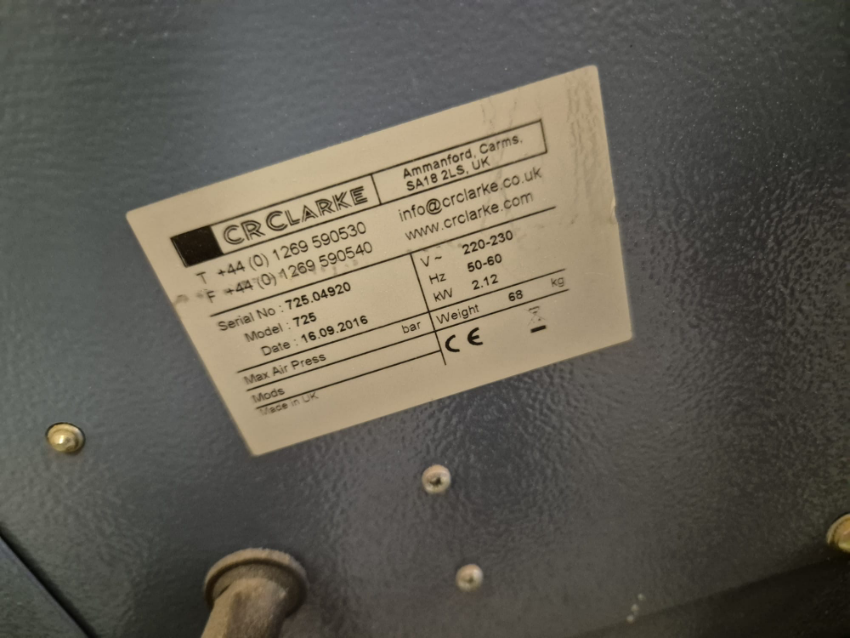 CR CLARKE
Ammanford, Carms.
SA18 2LS, UK
T +44 (0) 1269 590530
F +44 (0) 1269 590540
info@crclarke.co.uk
www.crclarke.com
Serial No : 725.04920
Model : 725
Date : 16.09.2016
V ~ 220-230
Hz 50-60
kW 2.12
Max Air Press bar
Weight 68 kg
Mods
CE
Made in UK